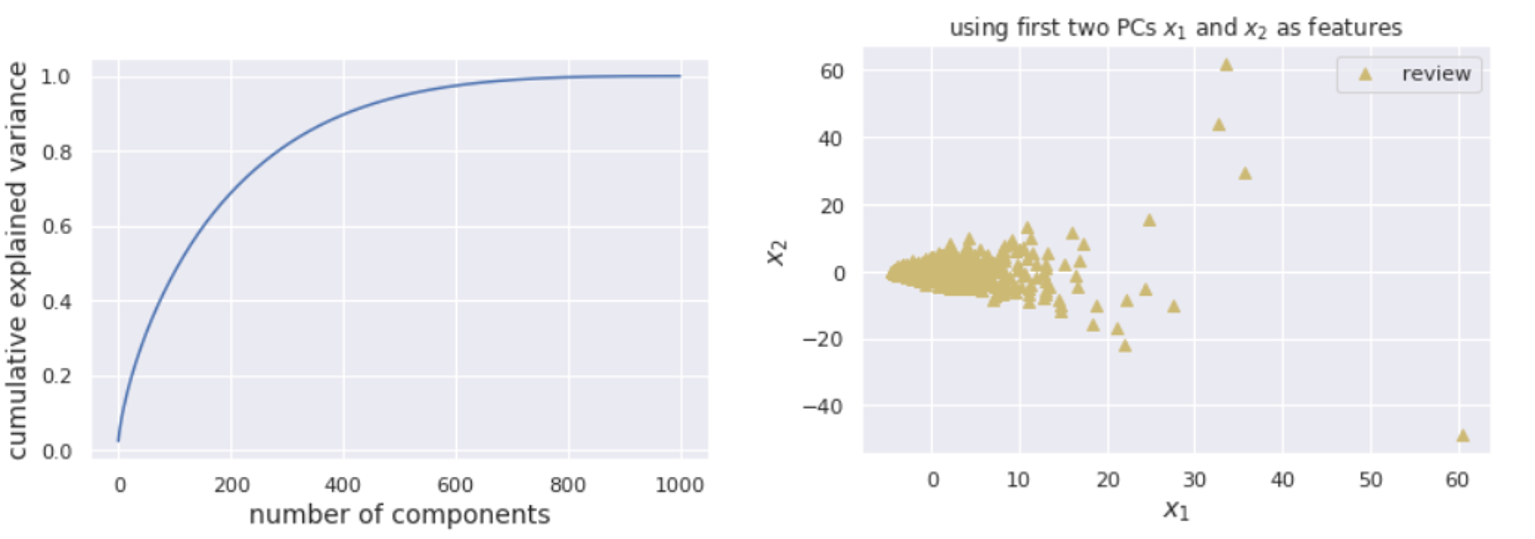 cumulative explained variance
1.0
0.8
0.6
0.4
0.2
0.0
0 200 400 600 800 1000
number of components
using first two PCs x₁ and x₂ as features
review
x₂
60
40
20
0
−20
−40
0 10 20 30 40 50 60
x₁